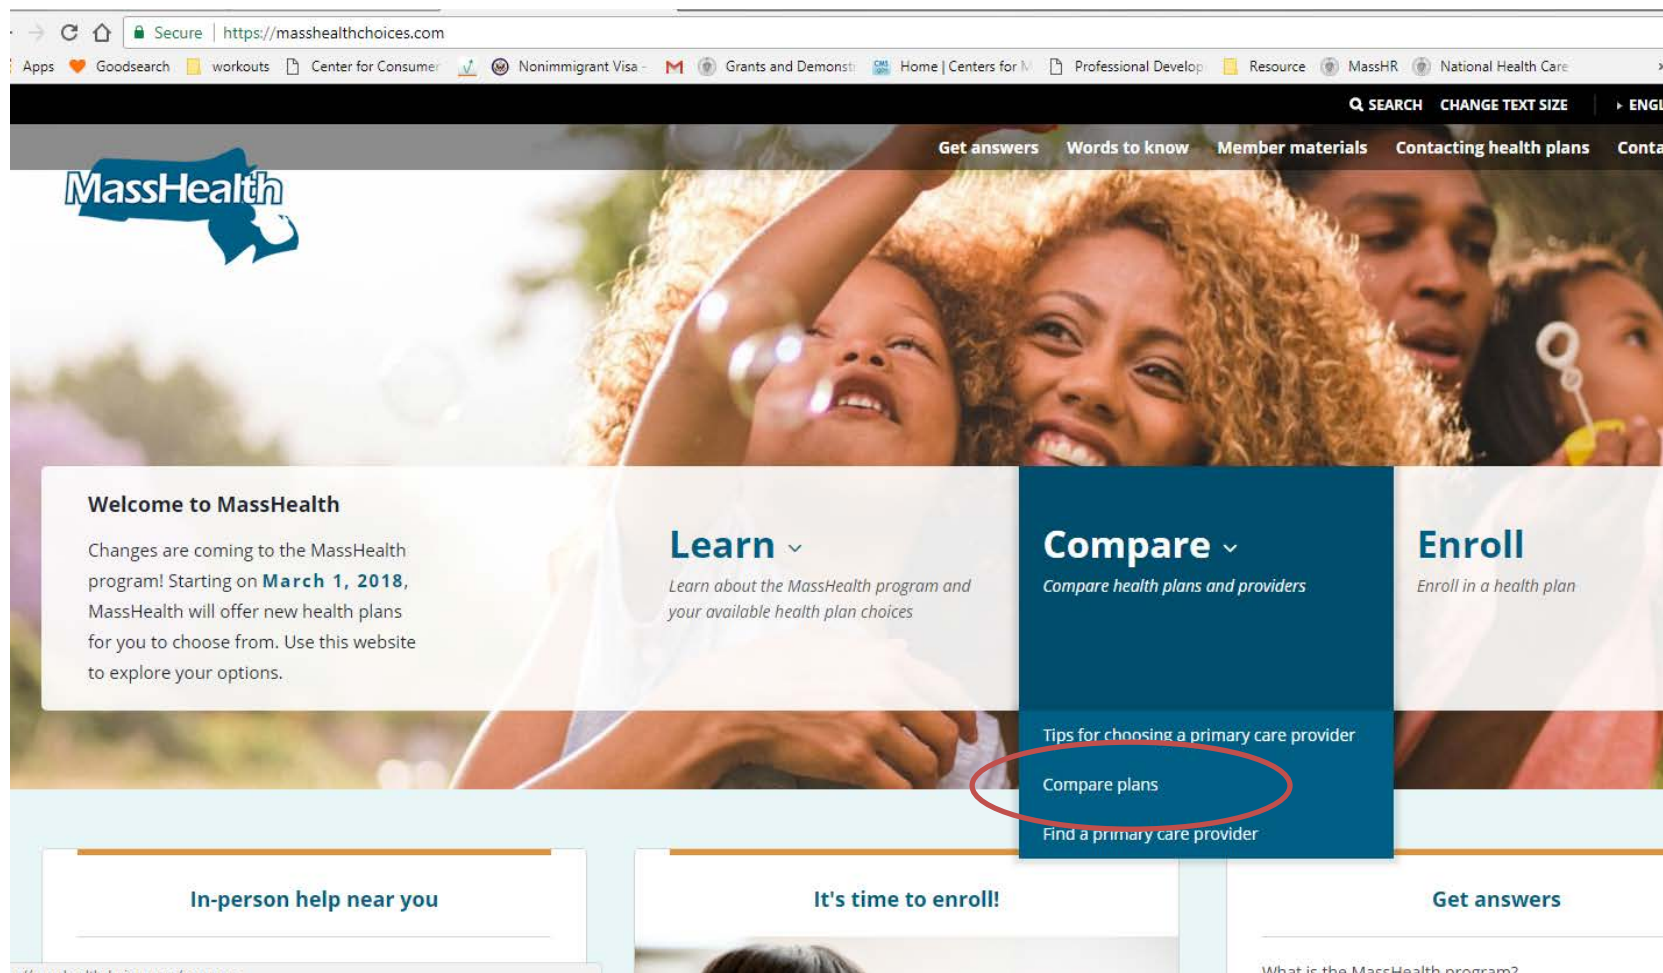 Secure | https://masshealthchoices.com
Apps Goodsearch workouts Center for Consumer Nonimmigrant Visa - Grants and Demonst Home | Centers for M Professional Develop Resource MassHR National Health Care
SEARCH CHANGE TEXT SIZE ENGL
Get answers Words to know Member materials Contacting health plans Conta
MassHealth
Welcome to MassHealth
Changes are coming to the MassHealth
program! Starting on March 1, 2018,
MassHealth will offer new health plans
for you to choose from. Use this website
to explore your options.
Learn
Learn about the MassHealth program and
your available health plan choices
Compare
Compare health plans and providers
Enroll
Enroll in a health plan
Tips for choosing a primary care provider
Compare plans
Find a primary care provider
In-person help near you
It's time to enroll!
Get answers
What is the MassHealth program?